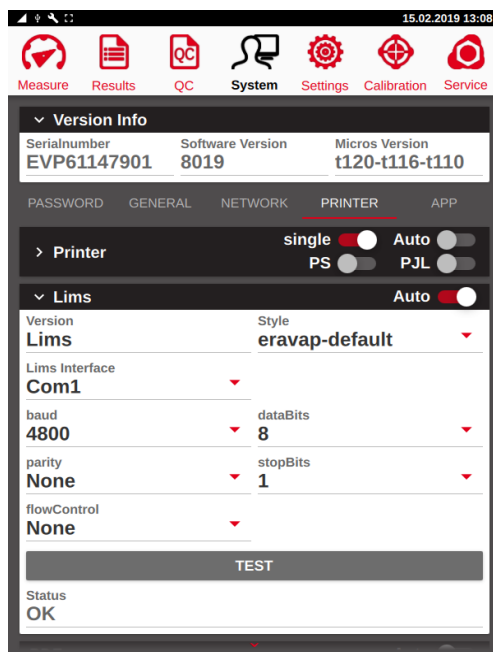 15.02.2019 13:08
QC
Measure Results QC System Settings Calibration Service
Version Info
Serialnumber Software Version Micros Version
EVP61147901 8019 t120-t116-t110
PASSWORD GENERAL NETWORK PRINTER APP
Printer single Auto
PS PJL
Lims Auto
Version Style
Lims eravap-default
Lims Interface
Com1
baud dataBits
4800 8
parity stopBits
None 1
flowControl
None
TEST
Status
OK